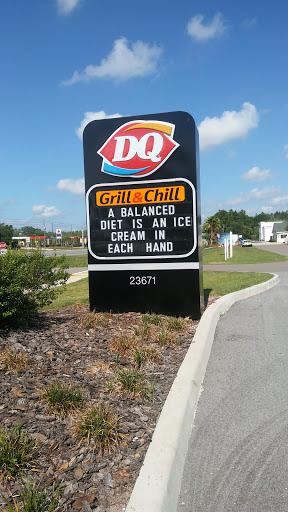 DQ
Grill & Chill
A BALANCED
DIET IS AN ICE
CREAM IN
EACH HAND
23671